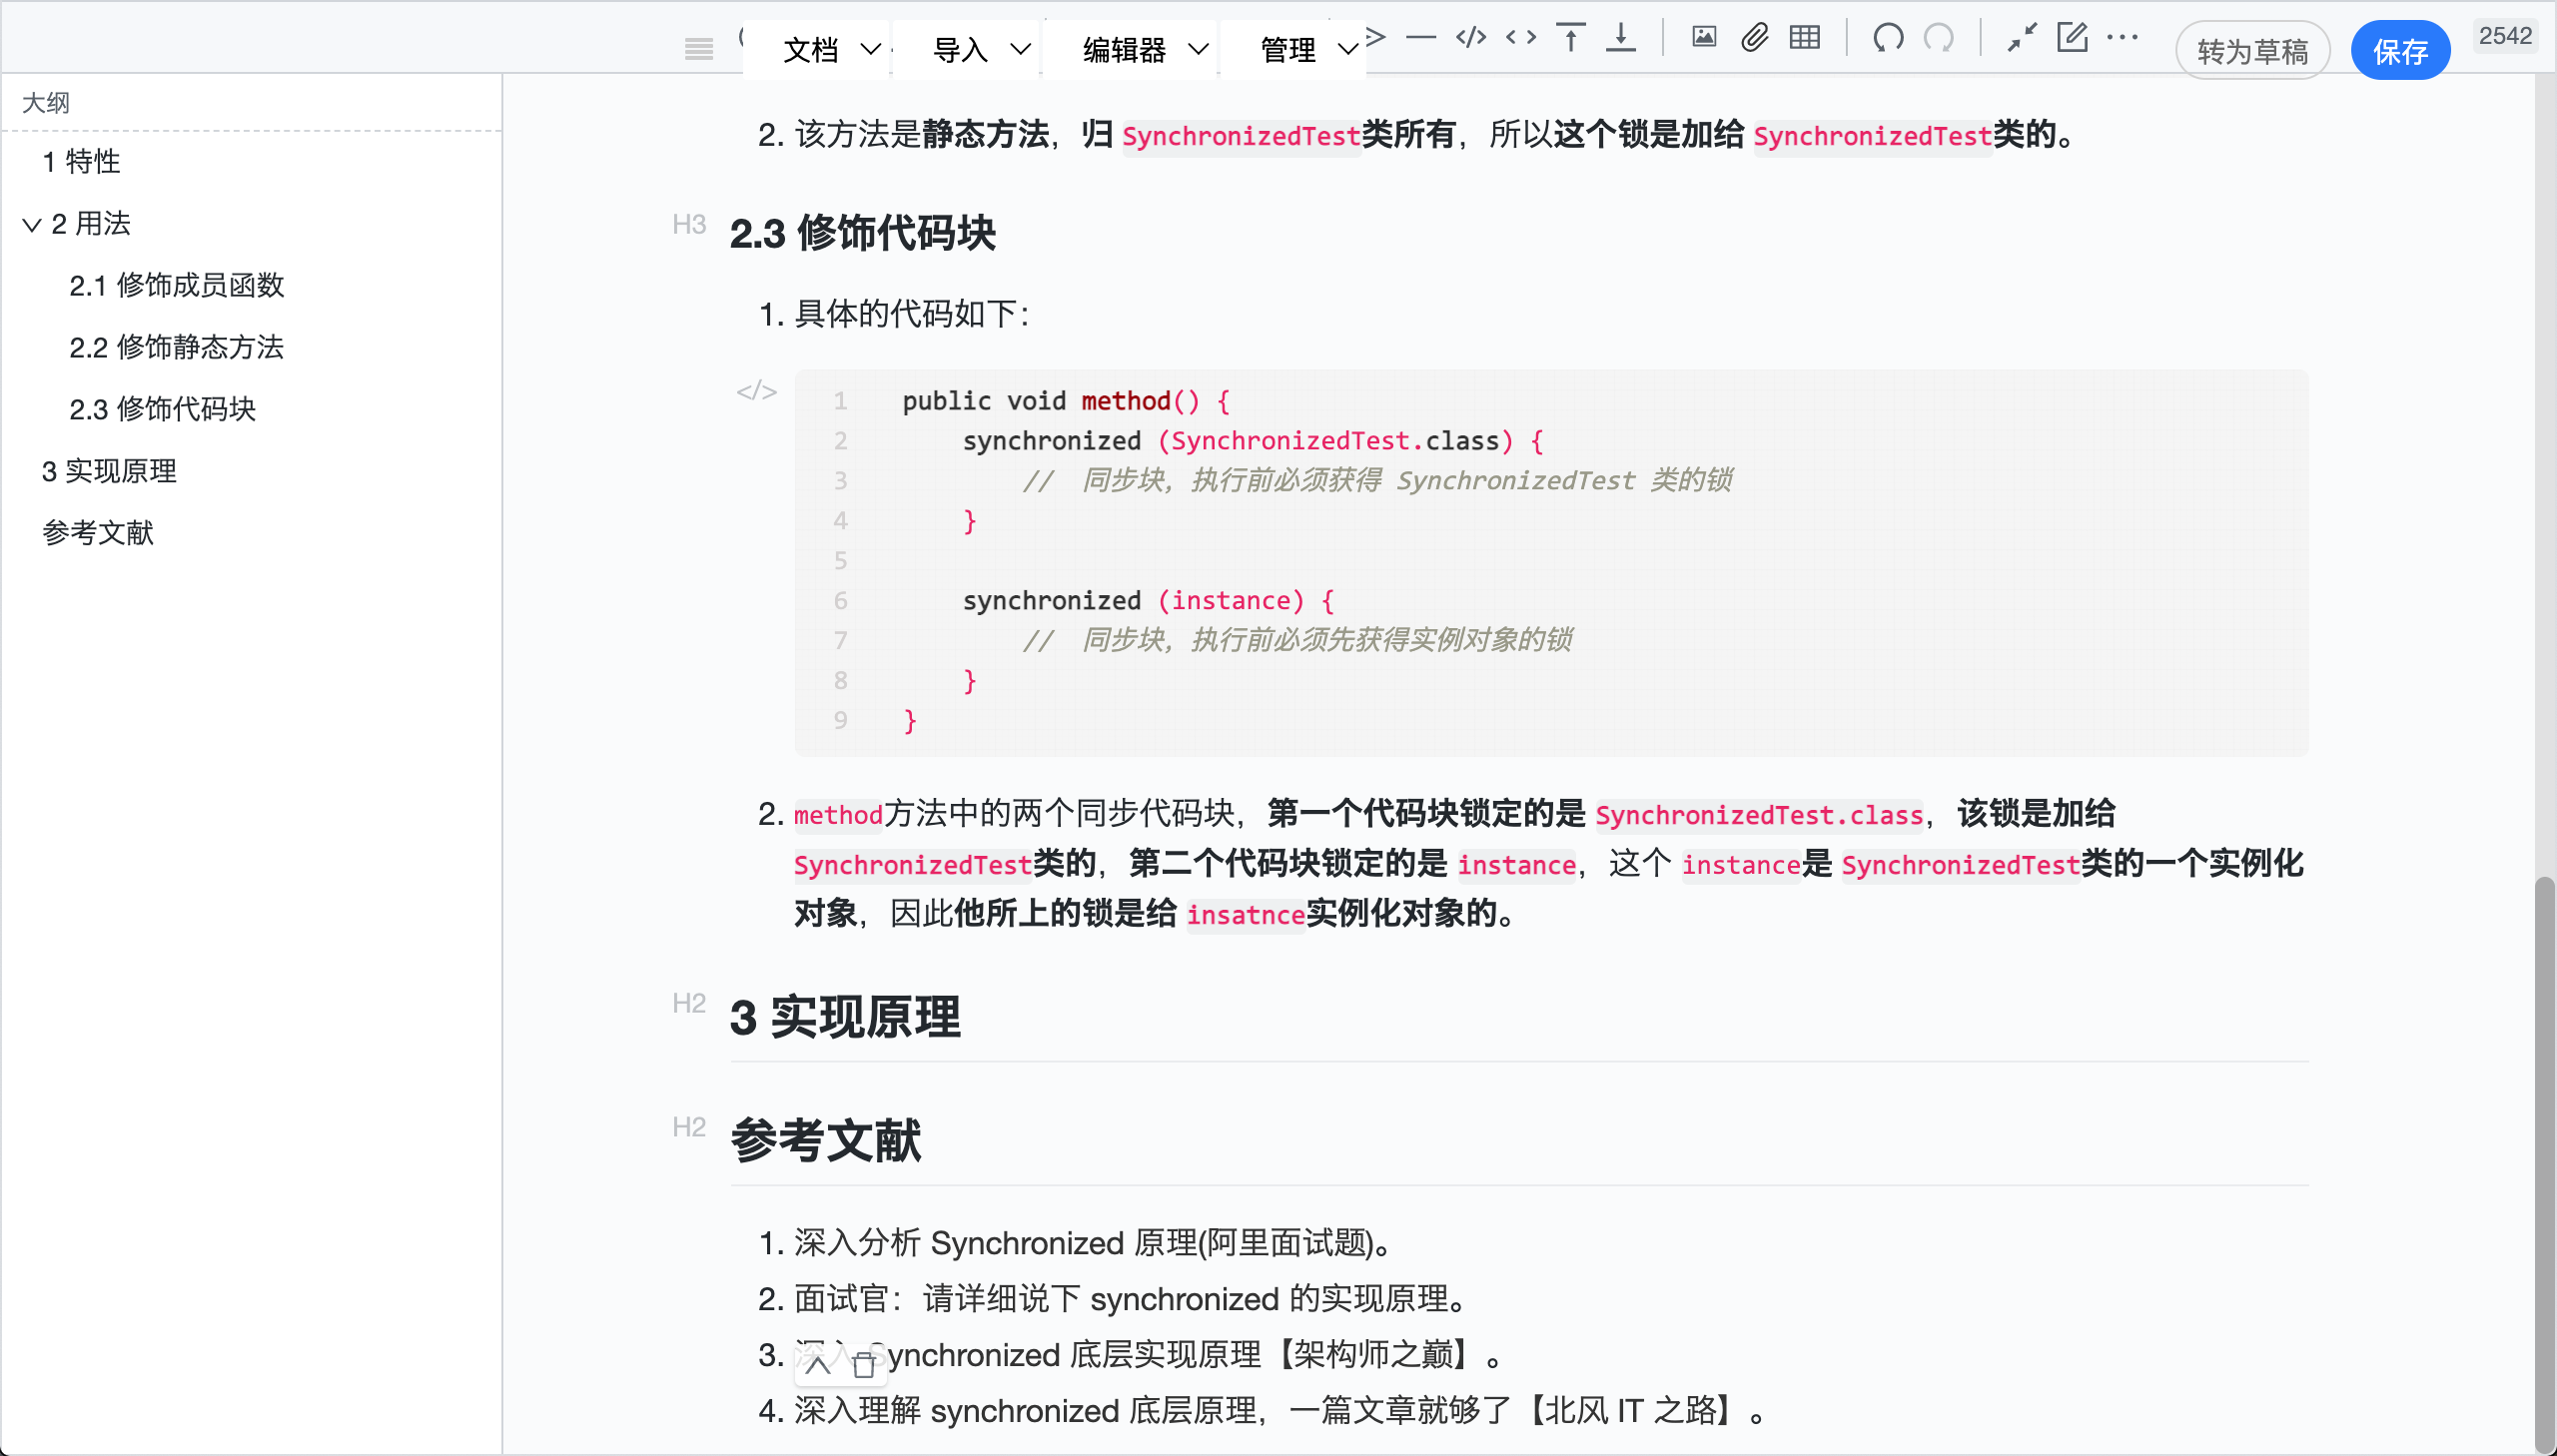 文档 导入 编辑器 管理 转为草稿 保存 2542
大纲
1 特性
2 用法
2.1 修饰成员函数
2.2 修饰静态方法
2.3 修饰代码块
3 实现原理
参考文献
2. 该方法是静态方法，归 SynchronizedTest类所有，所以这个锁是加给 SynchronizedTest类的。
H3 2.3 修饰代码块
1. 具体的代码如下：
1 public void method() {
2 synchronized (SynchronizedTest.class) {
3 // 同步块，执行前必须获得 SynchronizedTest 类的锁
4 }
5
6 synchronized (instance) {
7 // 同步块，执行前必须先获得实例对象的锁
8 }
9 }
2. method方法中的两个同步代码块，第一个代码块锁定的是 SynchronizedTest.class，该锁是加给
SynchronizedTest类的，第二个代码块锁定的是 instance，这个 instance是 SynchronizedTest类的一个实例化
对象，因此他所上的锁是给 insatnce实例化对象的。
H2 3 实现原理
H2 参考文献
1. 深入分析 Synchronized 原理(阿里面试题)。
2. 面试官：请详细说下 synchronized 的实现原理。
3. 深入 Synchronized 底层实现原理【架构师之巅】。
4. 深入理解 synchronized 底层原理，一篇文章就够了【北风 IT 之路】。